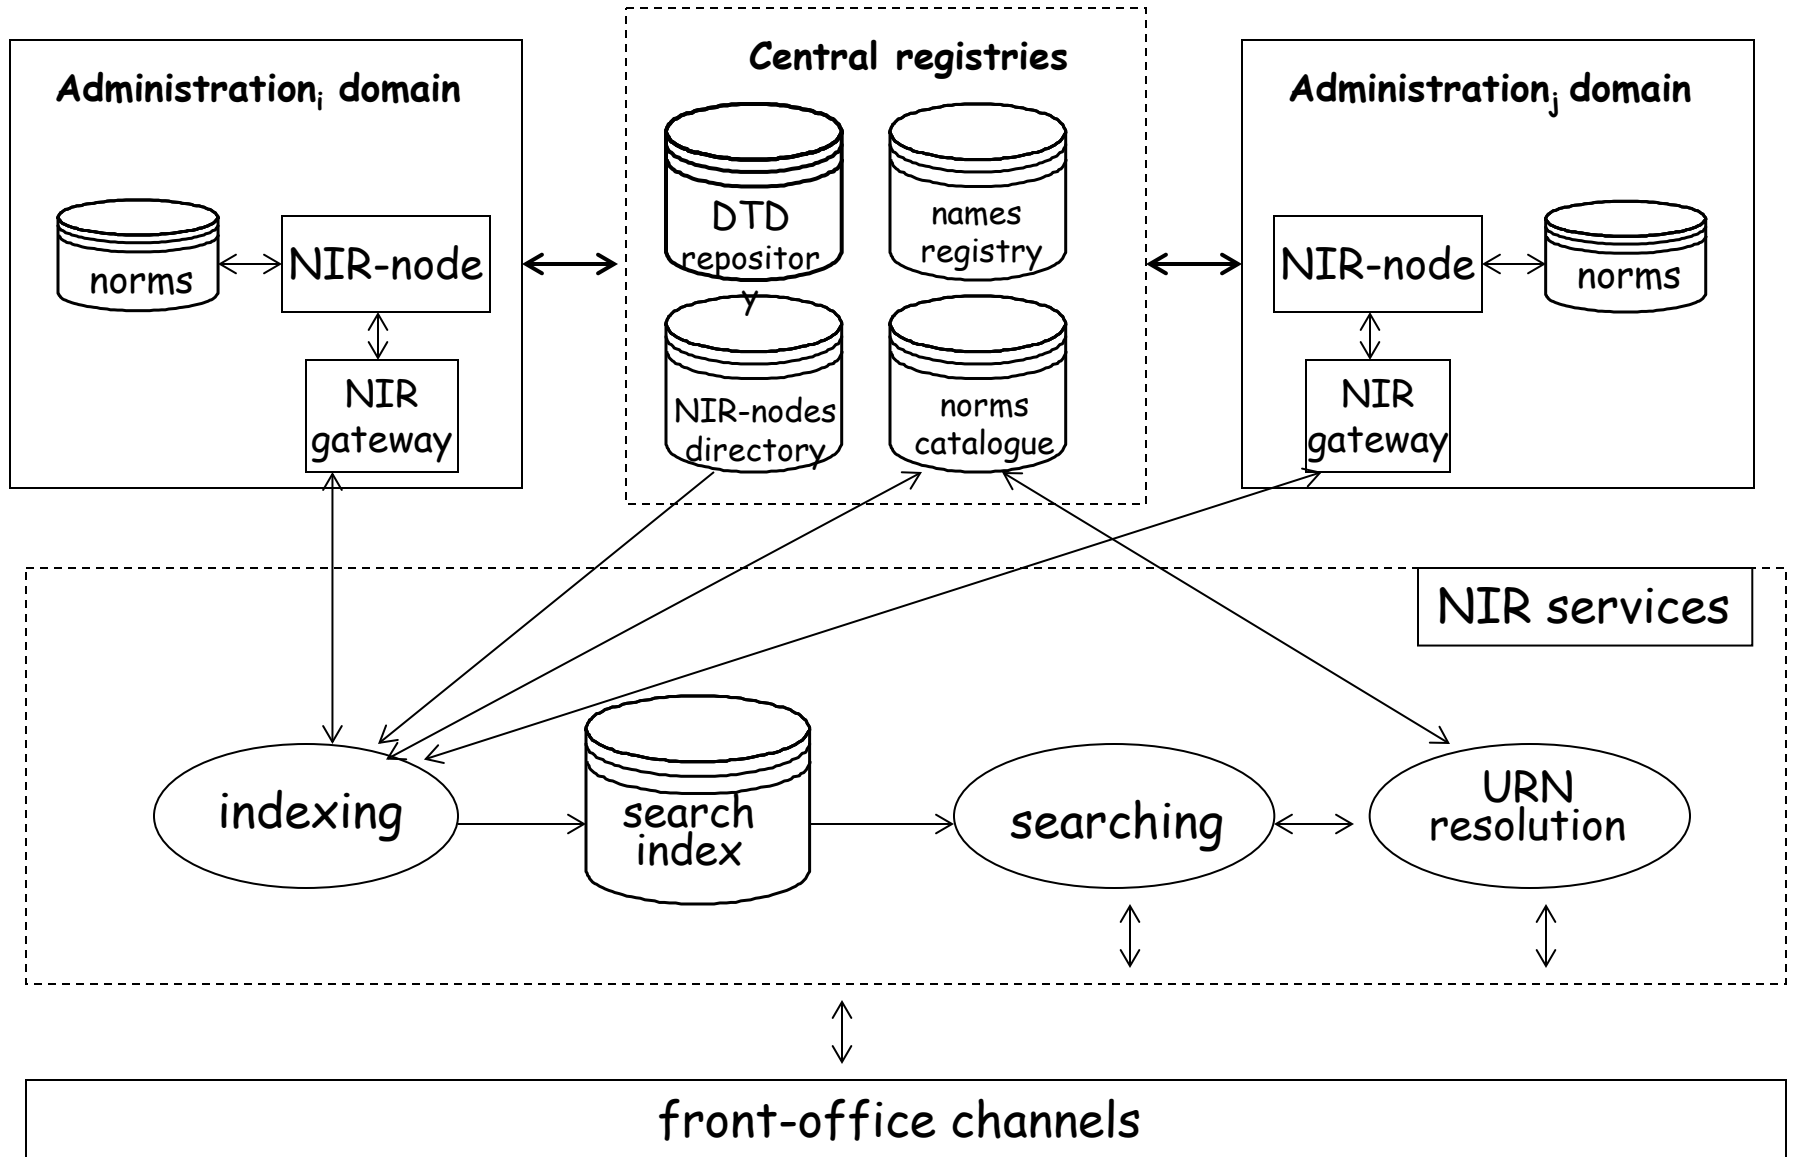 Central registries
Administrationi domain
Administrationj domain
DTD
repositor
y
names
registry
norms
NIR-node
NIR-node
norms
NIR
gateway
NIR-nodes
directory
norms
catalogue
NIR
gateway
NIR services
indexing
search
index
searching
URN
resolution
front-office channels